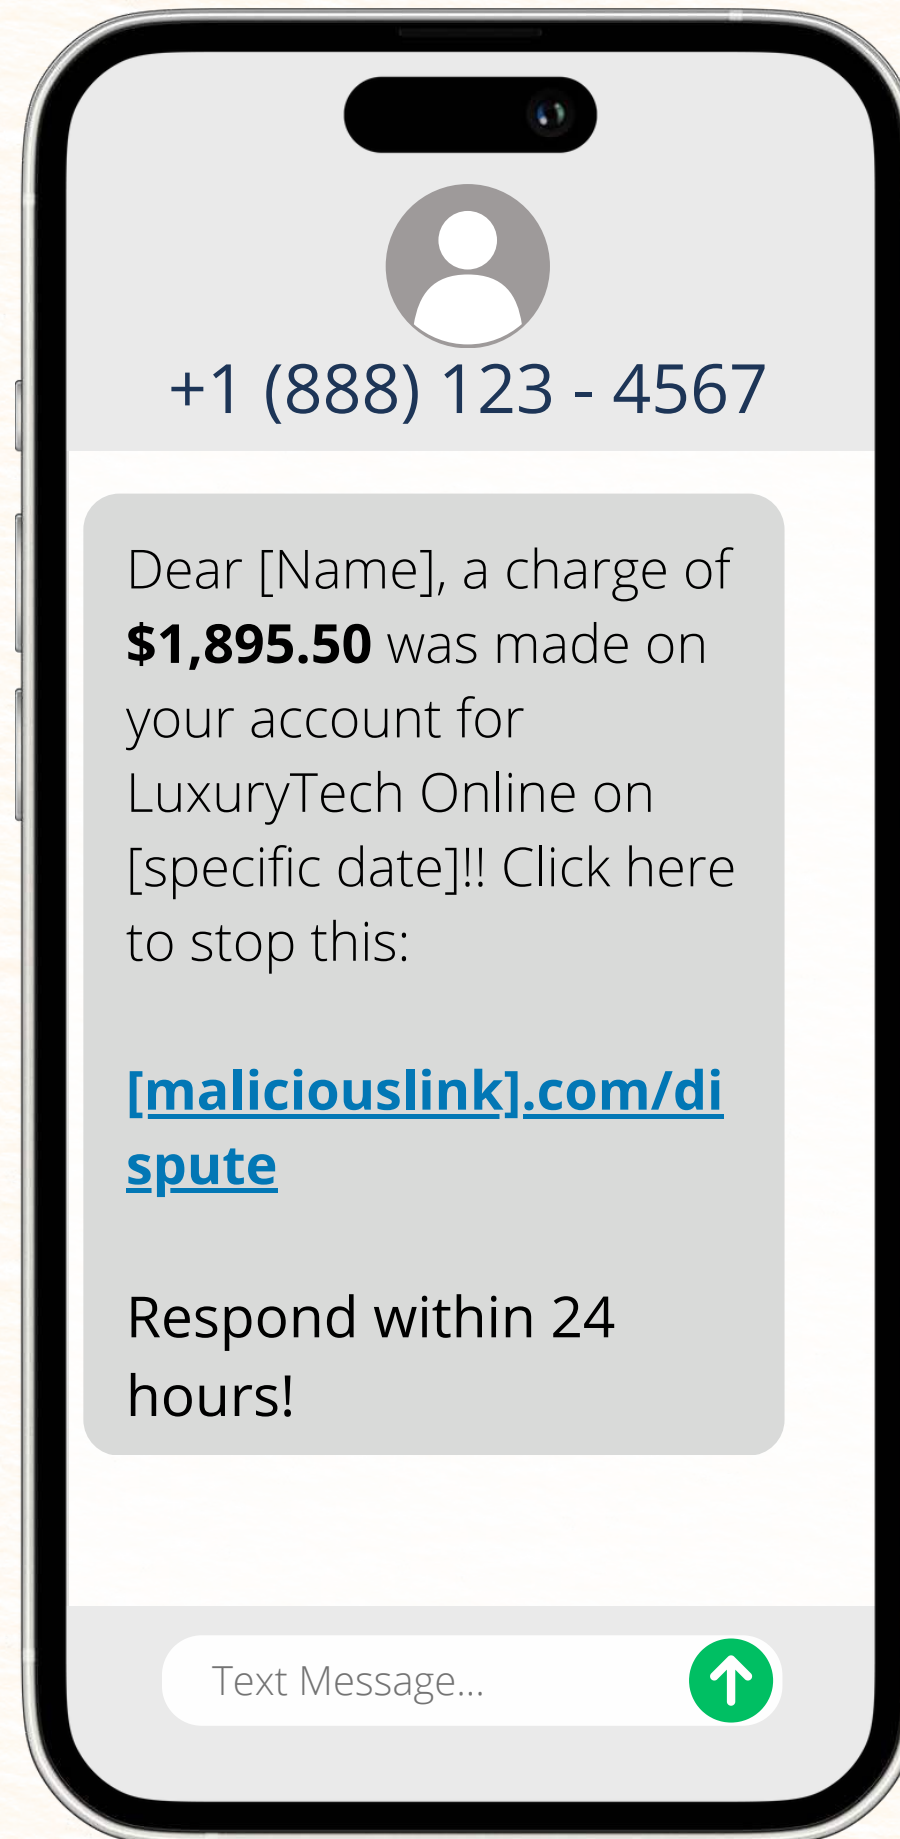 +1 (888) 123 - 4567
Dear [Name], a charge of
$1,895.50 was made on
your account for
LuxuryTech Online on
[specific date]!! Click here
to stop this:
[maliciouslink].com/di
spute
Respond within 24
hours!
Text Message...